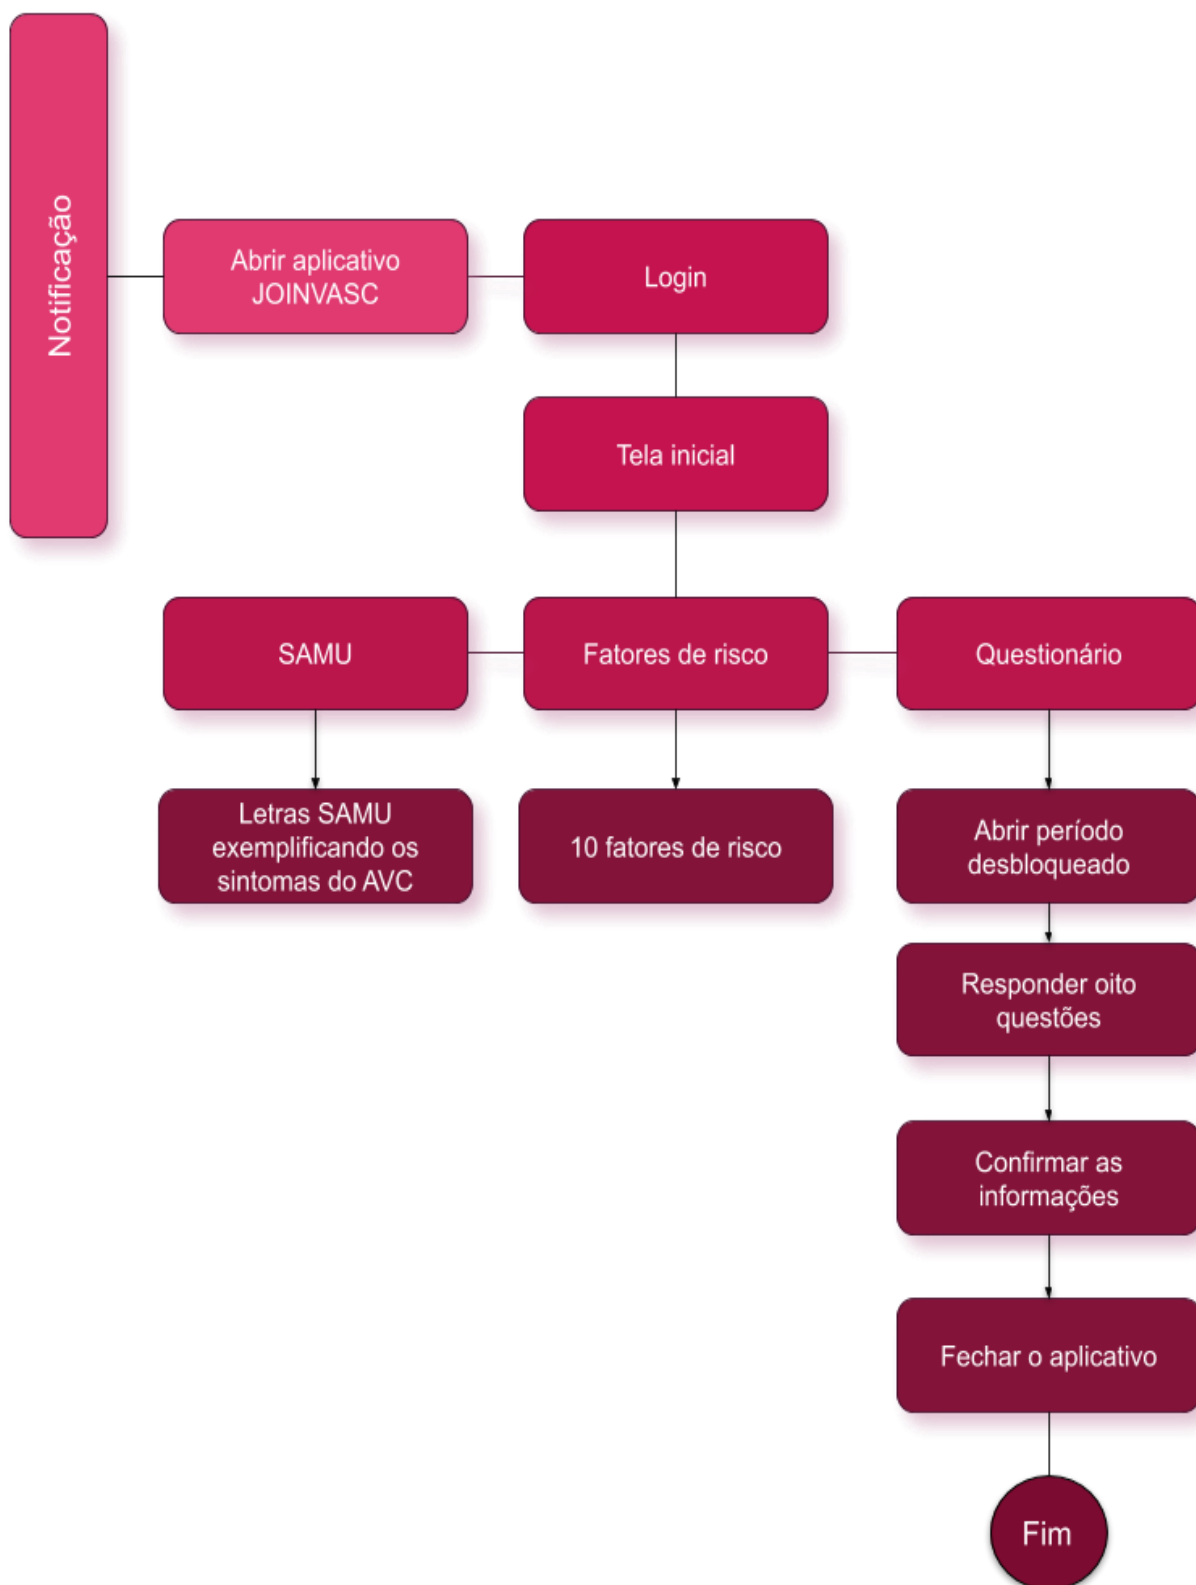 Notificação
Abrir aplicativo
JOINVASC
Login
Tela inicial
SAMU
Fatores de risco
Questionário
Letras SAMU
exemplificando os
sintomas do AVC
10 fatores de risco
Abrir período
desbloqueado
Responder oito
questões
Confirmar as
informações
Fechar o aplicativo
Fim